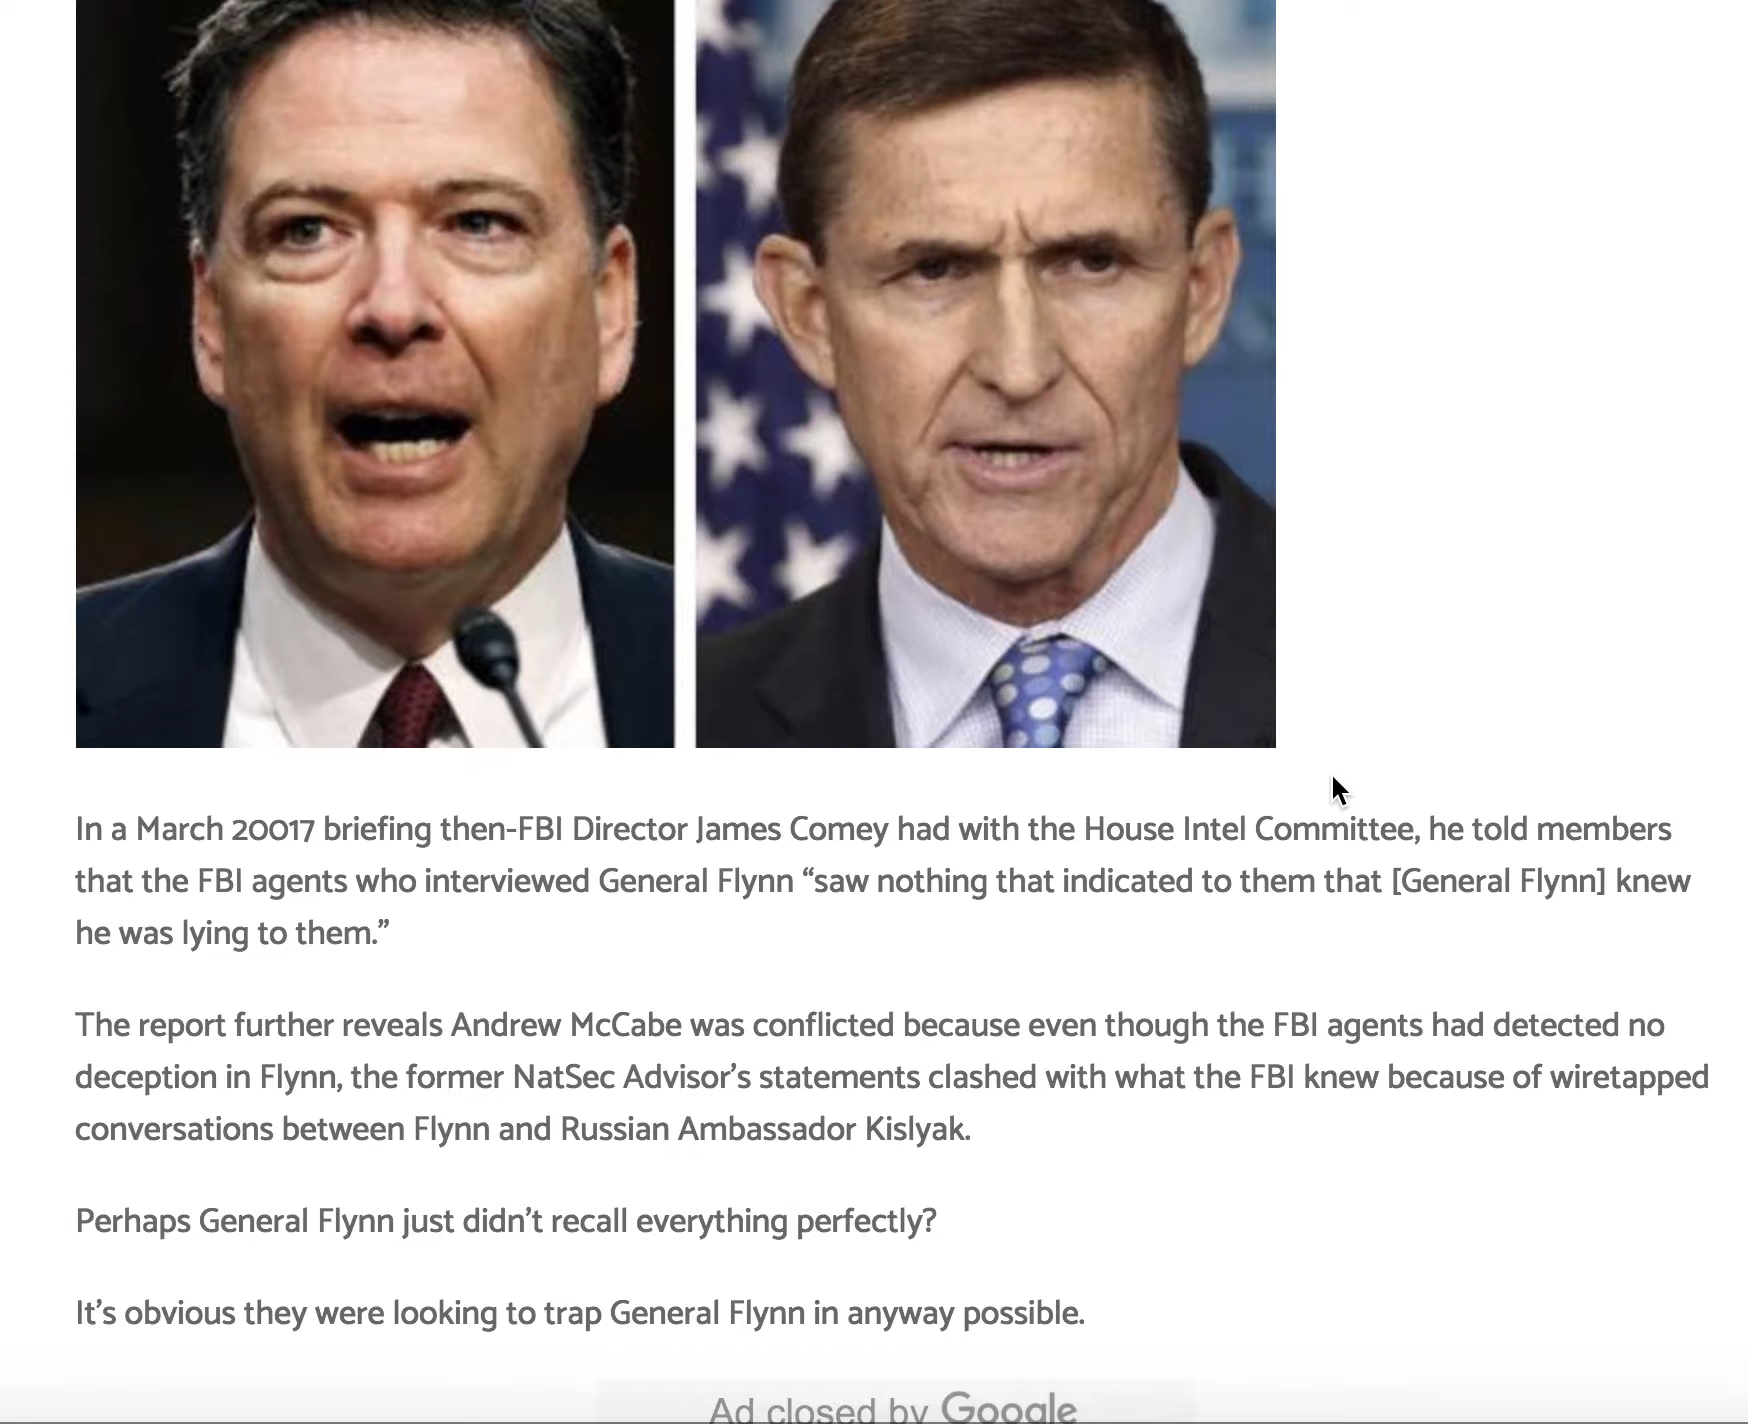 In a March 20017 briefing then-FBI Director James Comey had with the House Intel Committee, he told members
that the FBI agents who interviewed General Flynn “saw nothing that indicated to them that [General Flynn] knew
he was lying to them.”
The report further reveals Andrew McCabe was conflicted because even though the FBI agents had detected no
deception in Flynn, the former NatSec Advisor’s statements clashed with what the FBI knew because of wiretapped
conversations between Flynn and Russian Ambassador Kislyak.
Perhaps General Flynn just didn’t recall everything perfectly?
It’s obvious they were looking to trap General Flynn in anyway possible.
Ad closed by Google